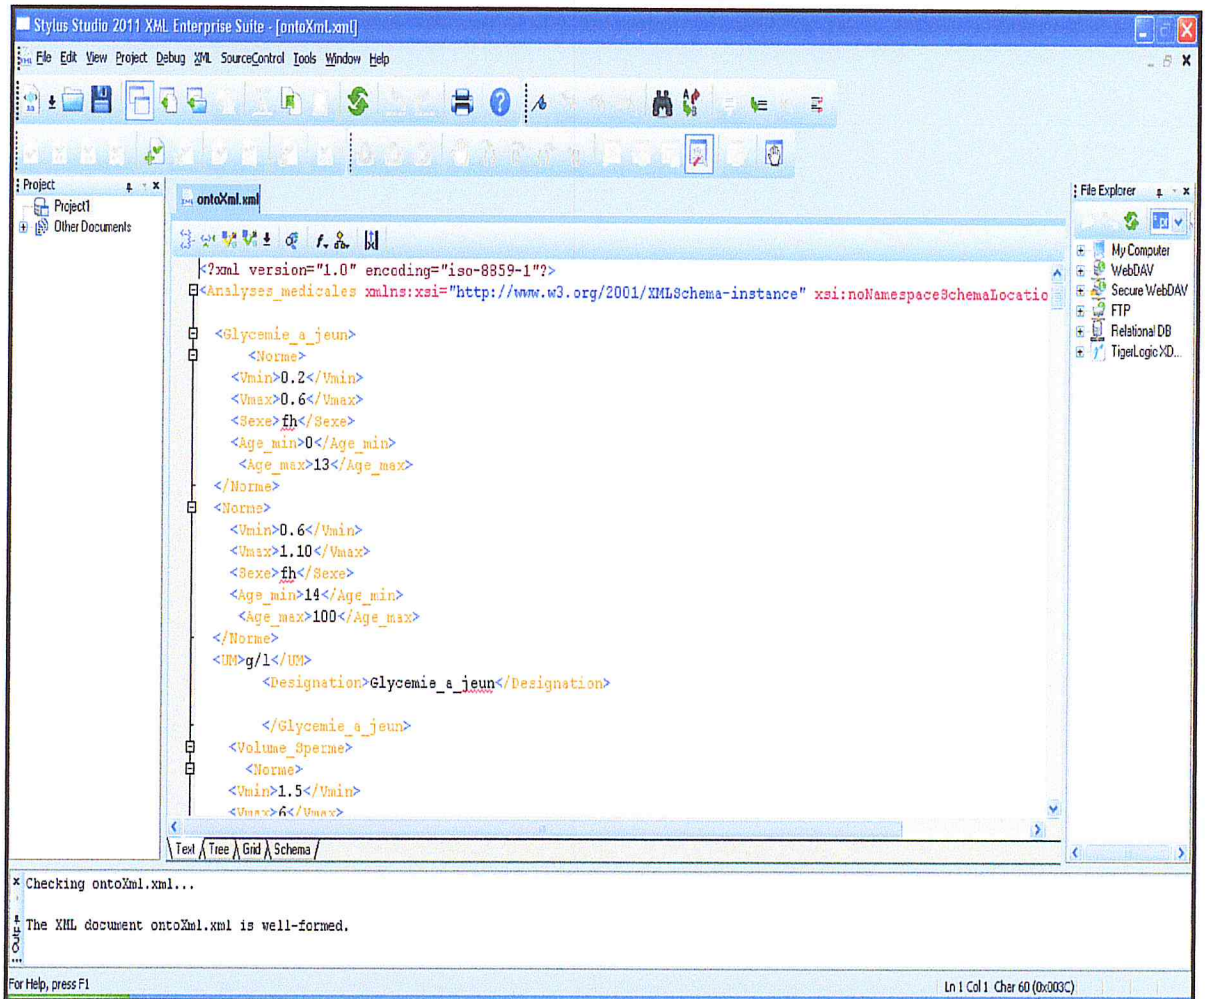 Stylus Studio 2011 XML Enterprise Suite - [ontoXml.xml]
File Edit View Project Debug XML SourceControl Tools Window Help
Project
Project1
Other Documents
ontoXml.xml
<?xml version="1.0" encoding="iso-8859-1"?>
<Analyses_medicales xmlns:xsi="http://www.w3.org/2001/XMLSchema-instance" xsi:noNamespaceSchemaLocatio
<Glycemie_a_jeun>
<Norme>
<Vmin>0.2</Vmin>
<Vmax>0.6</Vmax>
<Sexe>fh</Sexe>
<Age_min>0</Age_min>
<Age_max>13</Age_max>
</Norme>
<Norme>
<Vmin>0.6</Vmin>
<Vmax>1.10</Vmax>
<Sexe>fh</Sexe>
<Age_min>14</Age_min>
<Age_max>100</Age_max>
</Norme>
<UM>g/l</UM>
<Designation>Glycemie_a_jeun</Designation>
</Glycemie_a_jeun>
<Volume_Sperme>
<Norme>
<Vmin>1.5</Vmin>
<Vmax>6</Vmax>
Text Tree Grid Schema
File Explorer
My Computer
WebDAV
Secure WebDAV
FTP
Relational DB
TigerLogic XD...
Checking ontoXml.xml...
The XML document ontoXml.xml is well-formed.
Outp
For Help, press F1
Ln 1 Col 1 Char 60 (0x003C)